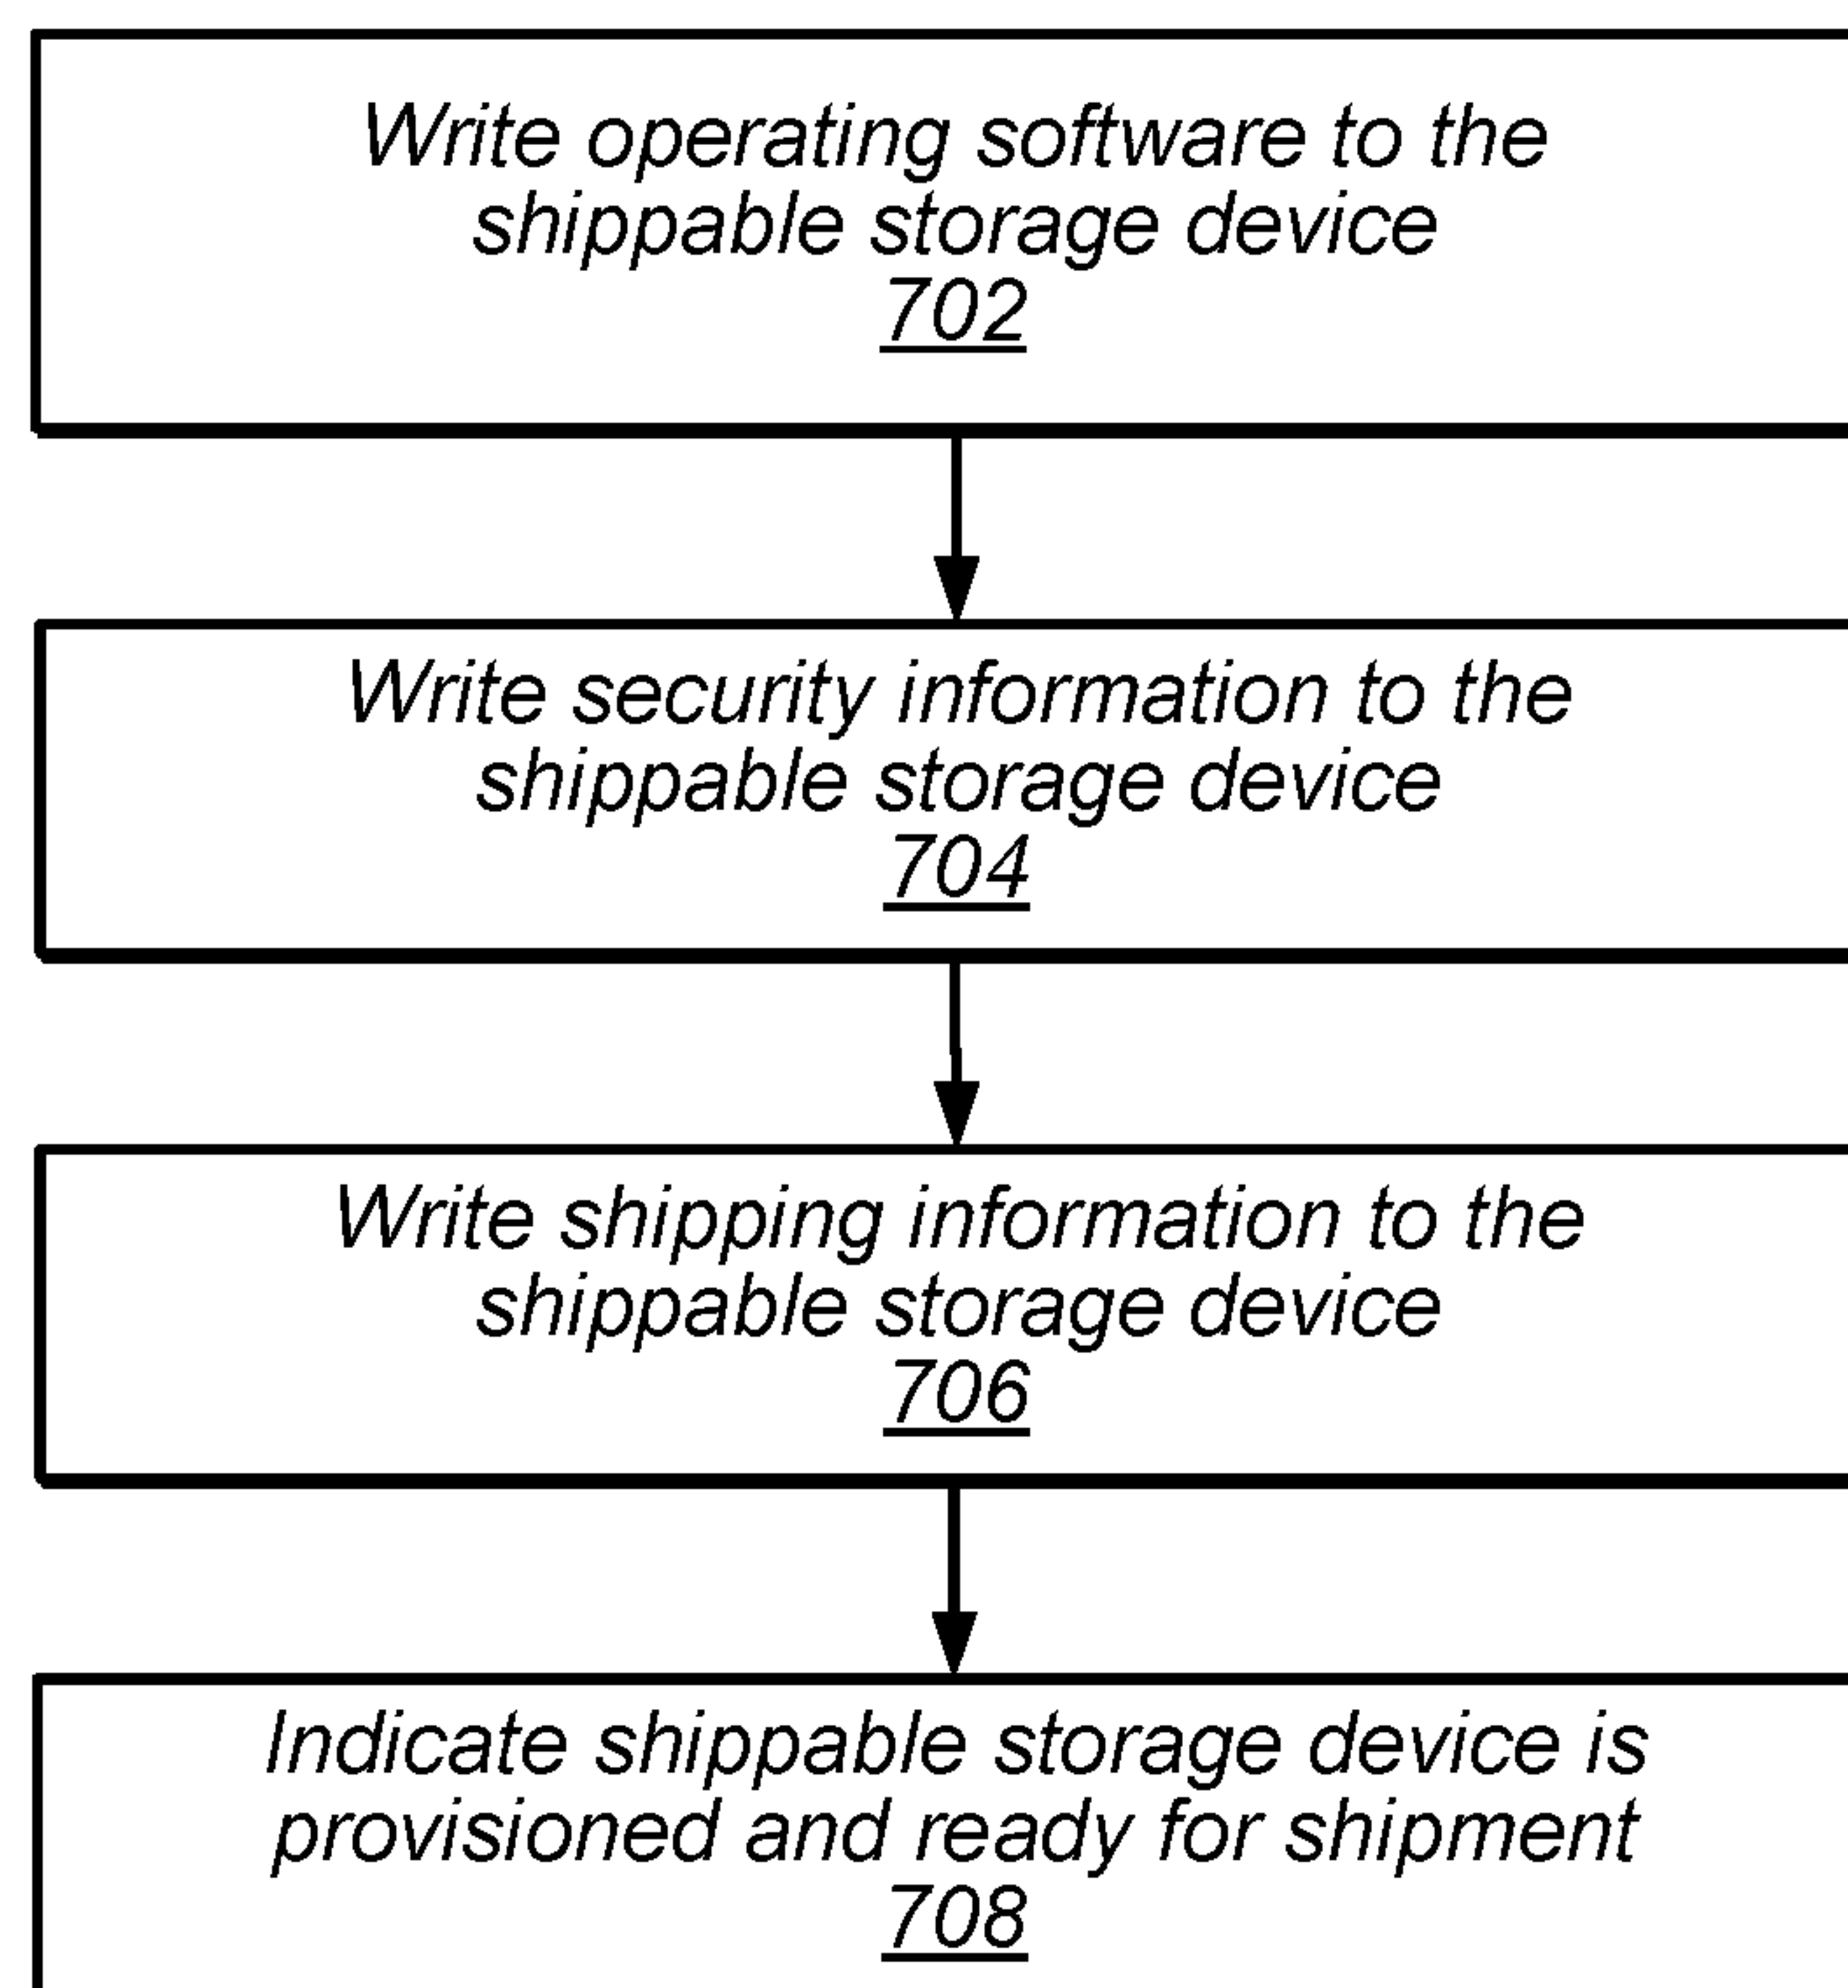 Write operating software to the
shippable storage device
702
Write security information to the
shippable storage device
704
Write shipping information to the
shippable storage device
706
Indicate shippable storage device is
provisioned and ready for shipment
708